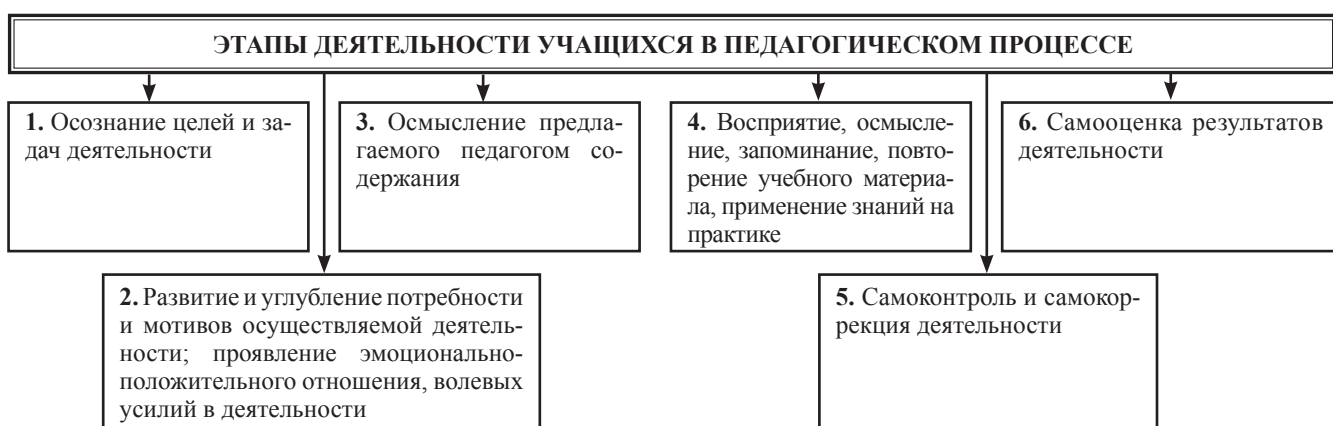 ЭТАПЫ ДЕЯТЕЛЬНОСТИ УЧАЩИХСЯ В ПЕДАГОГИЧЕСКОМ ПРОЦЕССЕ
1. Осознание целей и за-
дач деятельности
2. Развитие и углубление потребности
и мотивов осуществляемой деятель-
ности; проявление эмоционально-
положительного отношения, волевых
усилий в деятельности
3. Осмысление предла-
гаемого педагогом со-
держания
4. Восприятие, осмысле-
ние, запоминание, повто-
рение учебного материа-
ла, применение знаний на
практике
5. Самоконтроль и самокор-
рекция деятельности
6. Самооценка результатов
деятельности